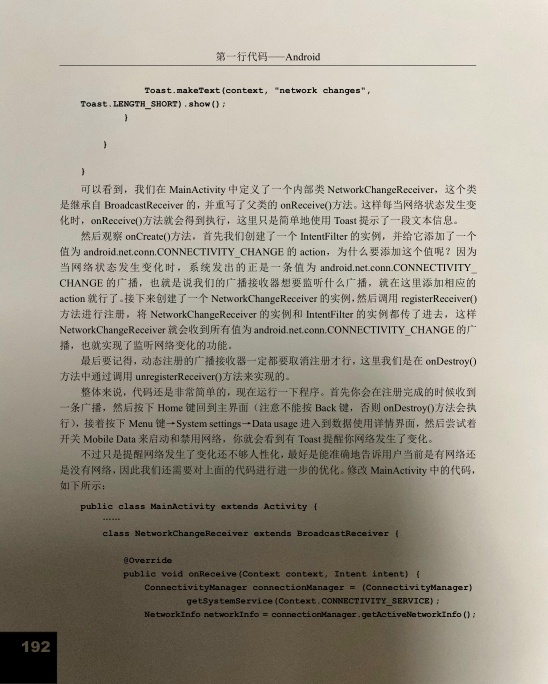 第一行代码——Android
Toast.makeText(context, "network changes",
Toast.LENGTH_SHORT).show();
}
}
}
可以看到，我们在 MainActivity 中定义了一个内部类 NetworkChangeReceiver，这个类
是继承自 BroadcastReceiver 的，并重写了父类的 onReceive()方法。这样每当网络状态发生变
化时，onReceive()方法就会得到执行，这里只是简单地使用 Toast 提示了一段文本信息。
然后观察 onCreate()方法，首先我们创建了一个 IntentFilter 的实例，并给它添加了一个
值为 android.net.conn.CONNECTIVITY_CHANGE 的 action，为什么要添加这个值呢？因为
当网络状态发生变化时，系统发出的正是一条值为 android.net.conn.CONNECTIVITY_
CHANGE 的广播，也就是说我们的广播接收器想要监听什么广播，就在这里添加相应的
action 就行了。接下来创建了一个 NetworkChangeReceiver 的实例，然后调用 registerReceiver()
方法进行注册，将 NetworkChangeReceiver 的实例和 IntentFilter 的实例都传了进去，这样
NetworkChangeReceiver 就会收到所有值为 android.net.conn.CONNECTIVITY_CHANGE 的广
播，也就实现了监听网络变化的功能。
最后要记得，动态注册的广播接收器一定都要取消注册才行，这里我们是在 onDestroy()
方法中通过调用 unregisterReceiver()方法来实现的。
整体来说，代码还是非常简单的，现在运行一下程序。首先你会在注册完成的时候收到
一条广播，然后按下 Home 键回到主界面（注意不能按 Back 键，否则 onDestroy()方法会执
行），接着按下 Menu 键→System settings→Data usage 进入到数据使用详情界面，然后尝试着
开关 Mobile Data 来启动和禁用网络，你就会看到有 Toast 提醒你网络发生了变化。
不过只是提醒网络发生了变化还不够人性化，最好是能准确地告诉用户当前是有网络还
是没有网络，因此我们还需要对上面的代码进行进一步的优化。修改 MainActivity 中的代码，
如下所示：
public class MainActivity extends Activity {
……
class NetworkChangeReceiver extends BroadcastReceiver {
@Override
public void onReceive(Context context, Intent intent) {
ConnectivityManager connectionManager = (ConnectivityManager)
getSystemService(Context.CONNECTIVITY_SERVICE);
NetworkInfo networkInfo = connectionManager.getActiveNetworkInfo();
192